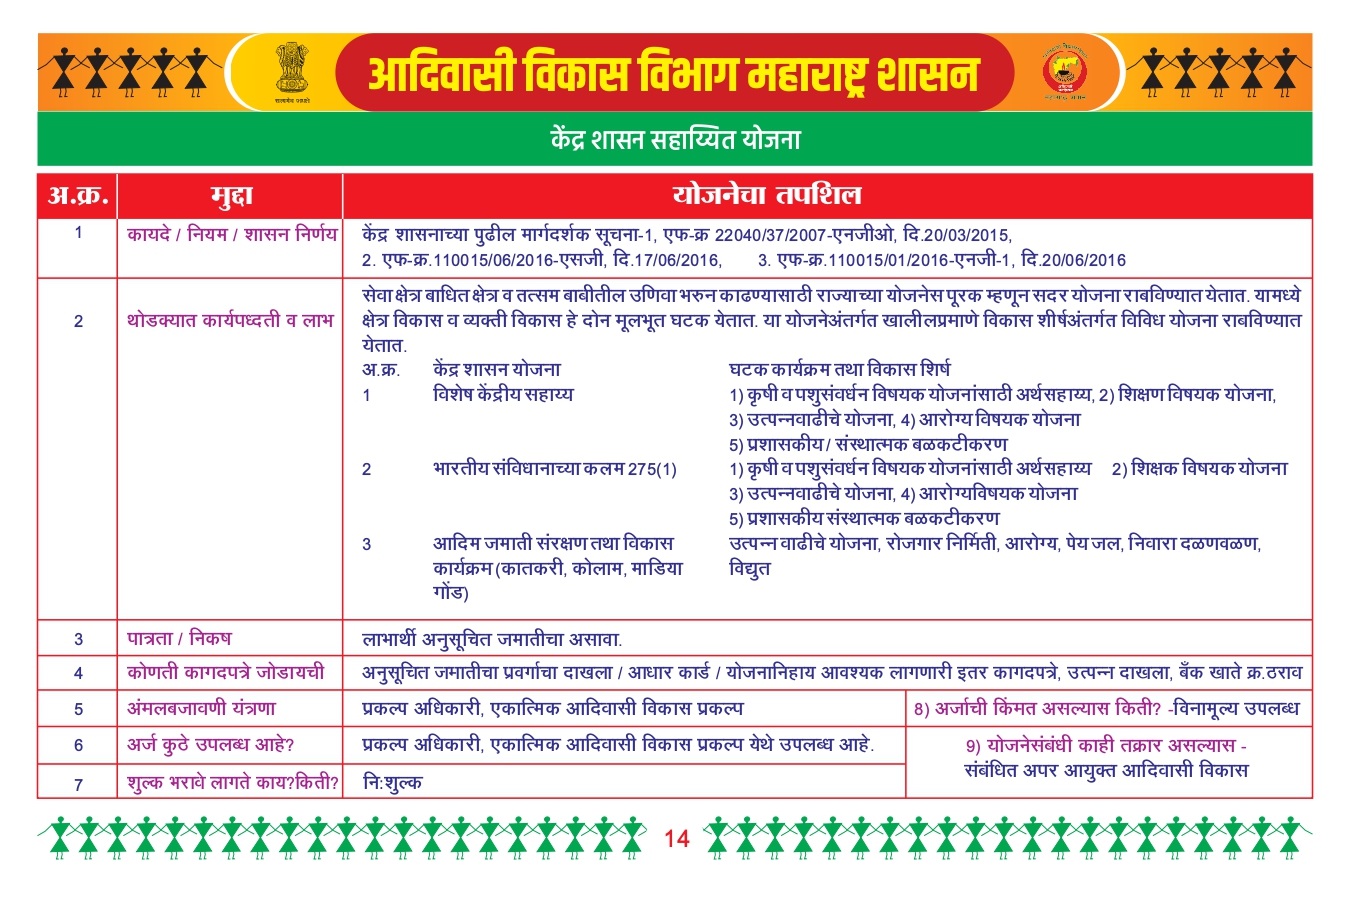 आदिवासी विकास विभाग महाराष्ट्र शासन
सत्यमेव जयते
केंद्र शासन सहाय्यित योजना
अ.क्र. मुद्दा योजनेचा तपशिल
1 कायदे / नियम / शासन निर्णय केंद्र शासनाच्या पुढील मार्गदर्शक सूचना-1, एफ-क्र 22040/37/2007-एनजीओ, दि.20/03/2015,
2. एफ-क्र.110015/06/2016-एसजी, दि.17/06/2016, 3. एफ-क्र.110015/01/2016-एनजी-1, दि.20/06/2016
सेवा क्षेत्र बाधित क्षेत्र व तत्सम बाबीतील उणिवा भरुन काढण्यासाठी राज्याच्या योजनेस पूरक म्हणून सदर योजना राबविण्यात येतात. यामध्ये
2 थोडक्यात कार्यपध्दती व लाभ क्षेत्र विकास व व्यक्ती विकास हे दोन मूलभूत घटक येतात. या योजनेअंतर्गत खालीलप्रमाणे विकास शीर्षअंतर्गत विविध योजना राबविण्यात
येतात.
अ.क्र. केंद्र शासन योजना घटक कार्यक्रम तथा विकास शिर्ष
1 विशेष केंद्रीय सहाय्य 1) कृषी व पशुसंवर्धन विषयक योजनांसाठी अर्थसहाय्य, 2) शिक्षण विषयक योजना,
3) उत्पन्नवाढीचे योजना, 4) आरोग्य विषयक योजना
5) प्रशासकीय / संस्थात्मक बळकटीकरण
2 भारतीय संविधानाच्या कलम 275(1) 1) कृषी व पशुसंवर्धन विषयक योजनांसाठी अर्थसहाय्य 2) शिक्षक विषयक योजना
3) उत्पन्नवाढीचे योजना, 4) आरोग्यविषयक योजना
5) प्रशासकीय संस्थात्मक बळकटीकरण
3 आदिम जमाती संरक्षण तथा विकास उत्पन्न वाढीचे योजना, रोजगार निर्मिती, आरोग्य, पेय जल, निवारा दळणवळण,
कार्यक्रम (कातकरी, कोलाम, माडिया विद्युत
गोंड)
3 पात्रता / निकष लाभार्थी अनुसूचित जमातीचा असावा.
4 कोणती कागदपत्रे जोडायची अनुसूचित जमातीचा प्रवर्गाचा दाखला / आधार कार्ड / योजनानिहाय आवश्यक लागणारी इतर कागदपत्रे, उत्पन्न दाखला, बँक खाते क्र.ठराव
5 अंमलबजावणी यंत्रणा प्रकल्प अधिकारी, एकात्मिक आदिवासी विकास प्रकल्प 8) अर्जाची किंमत असल्यास किती? -विनामूल्य उपलब्ध
6 अर्ज कुठे उपलब्ध आहे? प्रकल्प अधिकारी, एकात्मिक आदिवासी विकास प्रकल्प येथे उपलब्ध आहे. 9) योजनेसंबंधी काही तक्रार असल्यास -
संबंधित अपर आयुक्त आदिवासी विकास
7 शुल्क भरावे लागते काय?किती? नि:शुल्क
14